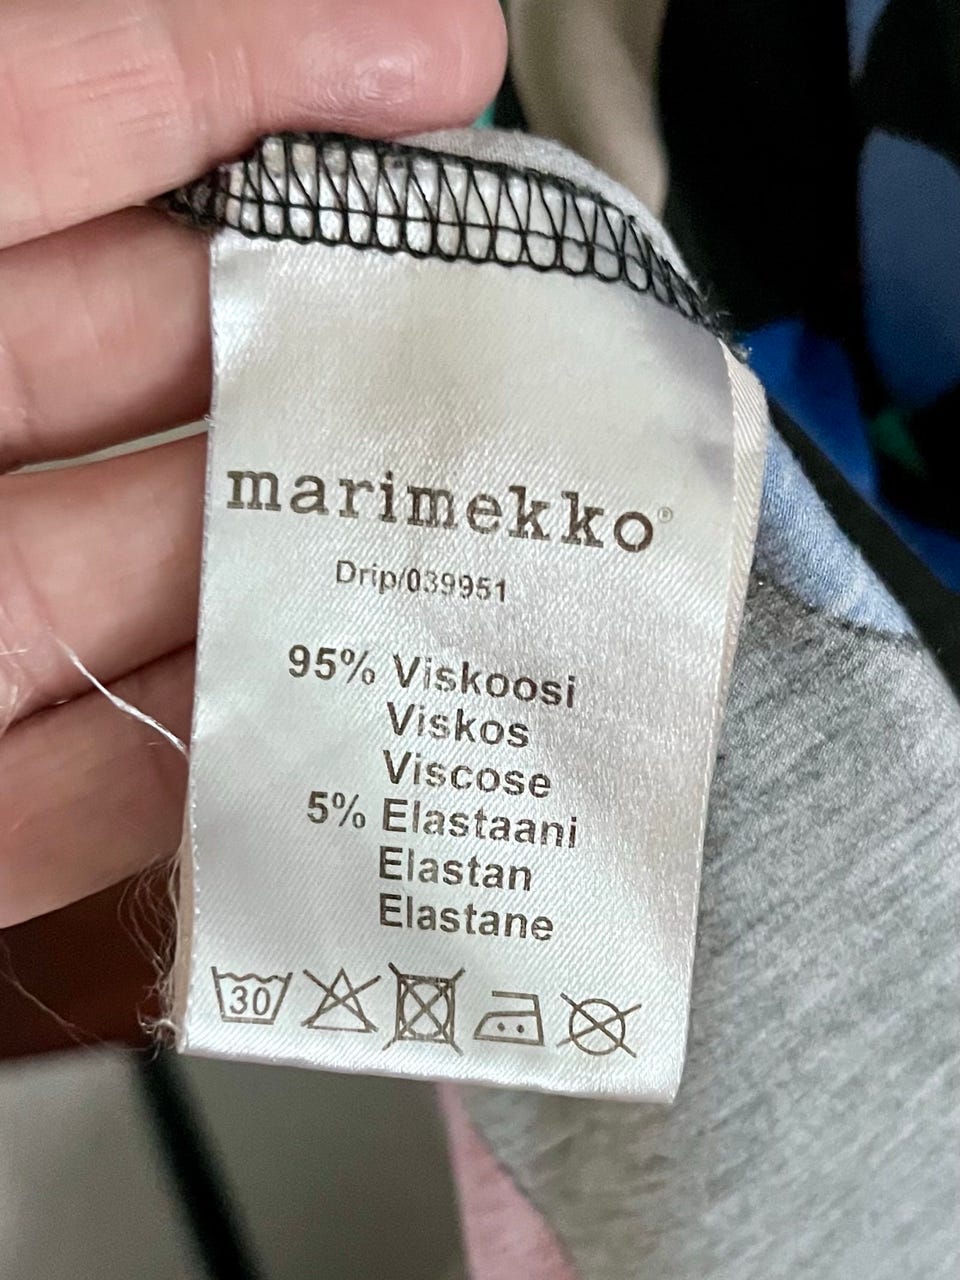 marimekko®
Drip/039951
95% Viskoosi
Viskos
Viscose
5% Elastaani
Elastan
Elastane
30